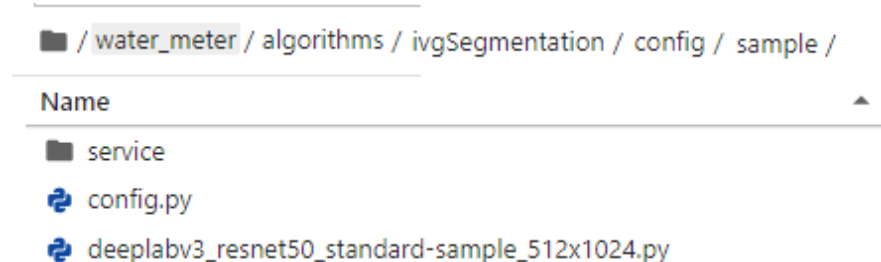 / water_meter / algorithms / ivgSegmentation / config / sample /
Name
service
config.py
deeplabv3_resnet50_standard-sample_512x1024.py